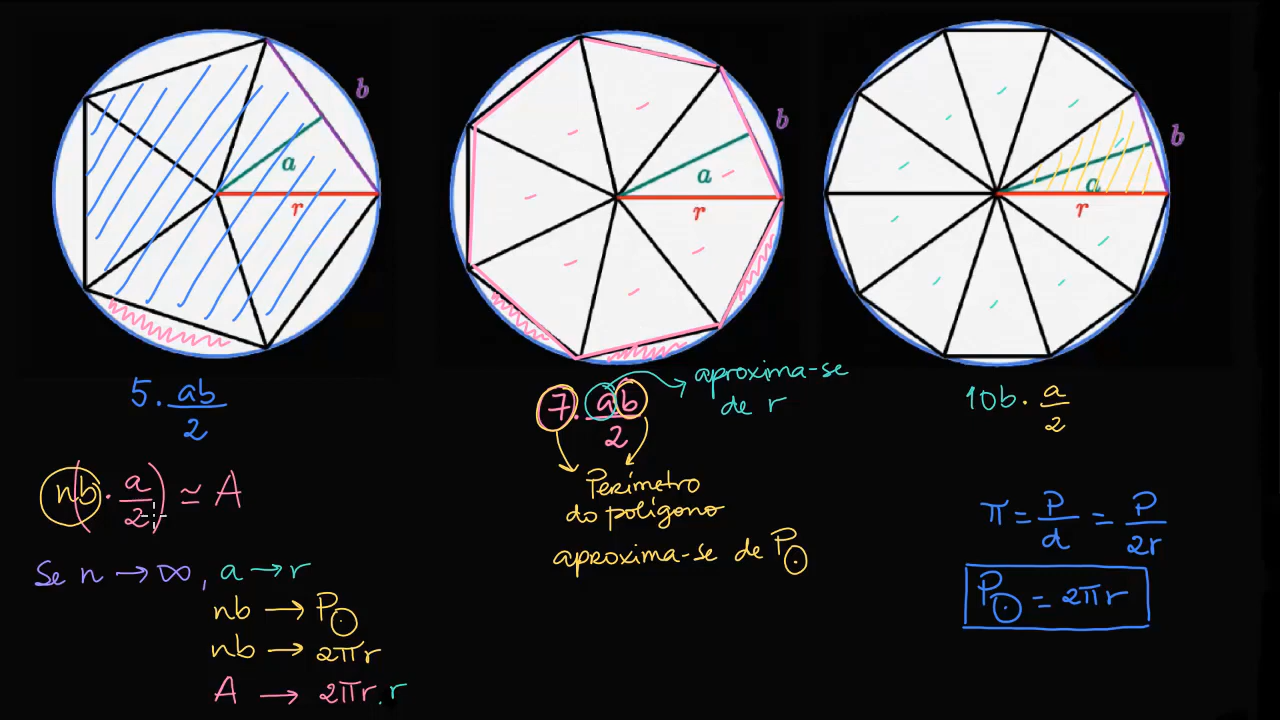 b
a
r
b
a
r
b
a
r
5 . ab/2
7 . ab/2
aproxima-se
de r
10b . a/2
Perímetro
do polígono
aproxima-se de P⊙
nb . (a/2) ≃ A
Se n → ∞, a → r
nb → P⊙
nb → 2πr
A → 2πr . r
π = P/d = P/2r
P⊙ = 2πr